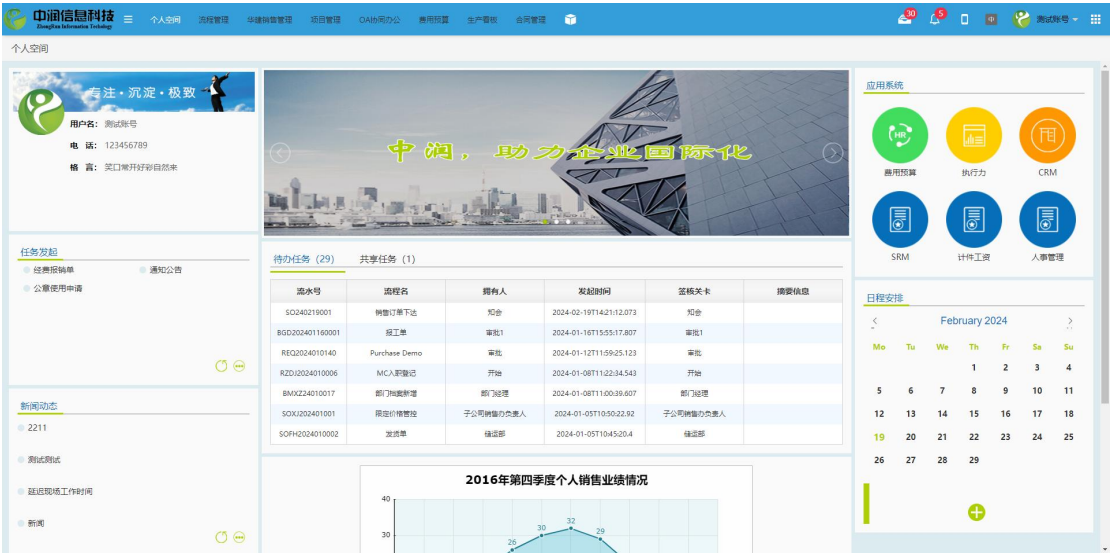 中润信息科技
ZhongRun Information Technology
个人空间 流程管理 华建销售管理 项目管理 OA协同办公 费用预算 生产看板 合同管理
30
5
中
测试账号
个人空间
专注·沉淀·极致
用户名: 测试账号
电 话: 123456789
格 言: 笑口常开好彩自然来
中润，助力企业国际化
应用系统
HR
费用预算 执行力 CRM
SRM 计件工资 人事管理
任务发起
经费报销单 通知公告
公章使用申请
待办任务 (29) 共享任务 (1)
流水号 流程名 拥有人 发起时间 签核关卡 摘要信息
SO240219001 销售订单下达 知会 2024-02-19T14:21:12.073 知会
BGD202401160001 报工单 审批1 2024-01-16T15:55:17.807 审批1
REQ2024010140 Purchase Demo 审批 2024-01-12T11:59:25.123 审批
RZDJ2024010006 MC入职登记 开始 2024-01-08T11:22:34.543 开始
BMXZ24010017 部门档案新增 部门经理 2024-01-08T11:00:39.607 部门经理
SOXJ202401001 限定价格管控 子公司销售办负责人 2024-01-05T10:50:22.92 子公司销售办负责人
SOFH2024010002 发货单 储运部 2024-01-05T10:45:20.4 储运部
新闻动态
2211
测试测试
延迟现场工作时间
新闻
2016年第四季度个人销售业绩情况
40
30
26 30 32 29
日程安排
February 2024
Mo Tu We Th Fr Sa Su
1 2 3 4
5 6 7 8 9 10 11
12 13 14 15 16 17 18
19 20 21 22 23 24 25
26 27 28 29